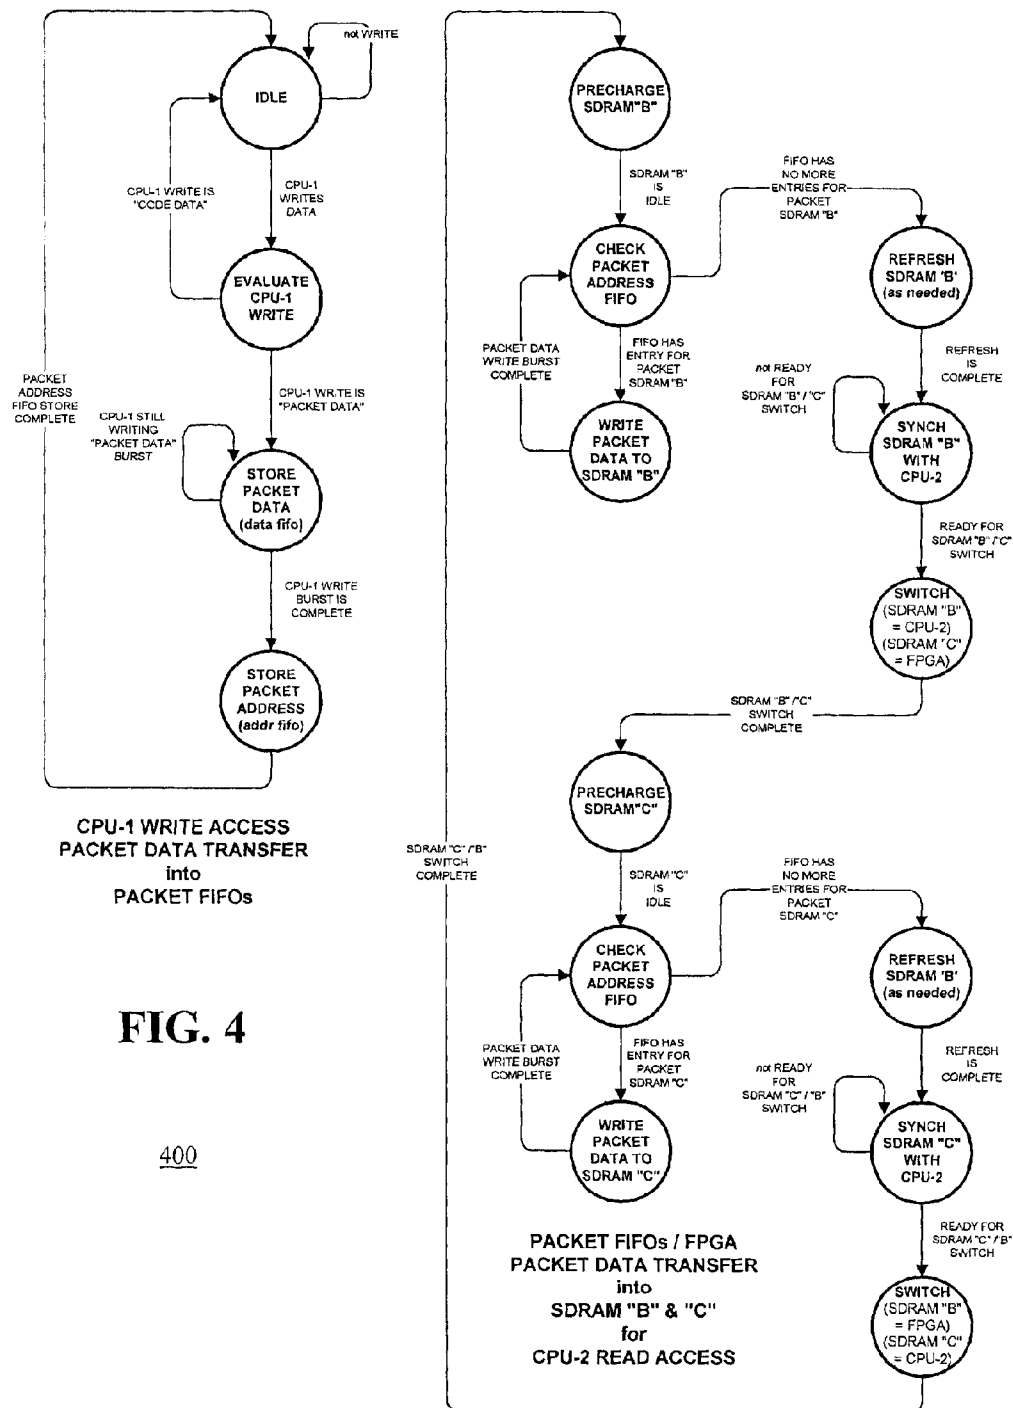 not WRITE
IDLE
CPU-1 WRITE IS
"CODE DATA"
CPU-1
WRITES
DATA
EVALUATE
CPU-1
WRITE
PACKET
ADDRESS
FIFO STORE
COMPLETE
CPU-1 WRITE IS
"PACKET DATA"
CPU-1 STILL
WRITING
"PACKET DATA"
BURST
STORE
PACKET
DATA
(data fifo)
CPU-1 WRITE
BURST IS
COMPLETE
STORE
PACKET
ADDRESS
(addr fifo)
CPU-1 WRITE ACCESS
PACKET DATA TRANSFER
into
PACKET FIFOs
FIG. 4
400
PRECHARGE
SDRAM"B"
SDRAM "B"
IS
IDLE
FIFO HAS
NO MORE
ENTRIES FOR
PACKET
SDRAM "B"
CHECK
PACKET
ADDRESS
FIFO
REFRESH
SDRAM 'B'
(as needed)
PACKET DATA
WRITE BURST
COMPLETE
FIFO HAS
ENTRY FOR
PACKET
SDRAM "B"
REFRESH
IS
COMPLETE
not READY
FOR
SDRAM "B" / "C"
SWITCH
WRITE
PACKET
DATA TO
SDRAM "B"
SYNCH
SDRAM "B"
WITH
CPU-2
READY FOR
SDRAM "B" /"C"
SWITCH
SWITCH
(SDRAM "B"
= CPU-2)
(SDRAM "C"
= FPGA)
SDRAM "B" /"C"
SWITCH
COMPLETE
PRECHARGE
SDRAM"C"
SDRAM "C" /"B"
SWITCH
COMPLETE
SDRAM "C"
IS
IDLE
FIFO HAS
NO MORE
ENTRIES FOR
PACKET
SDRAM "C"
CHECK
PACKET
ADDRESS
FIFO
REFRESH
SDRAM 'B'
(as needed)
PACKET DATA
WRITE BURST
COMPLETE
FIFO HAS
ENTRY FOR
PACKET
SDRAM "C"
REFRESH
IS
COMPLETE
not READY
FOR
SDRAM "C" / "B"
SWITCH
WRITE
PACKET
DATA TO
SDRAM "C"
SYNCH
SDRAM "C"
WITH
CPU-2
READY FOR
SDRAM "C" /"B"
SWITCH
SWITCH
(SDRAM "B"
= FPGA)
(SDRAM "C"
= CPU-2)
PACKET FIFOs / FPGA
PACKET DATA TRANSFER
into
SDRAM "B" & "C"
for
CPU-2 READ ACCESS